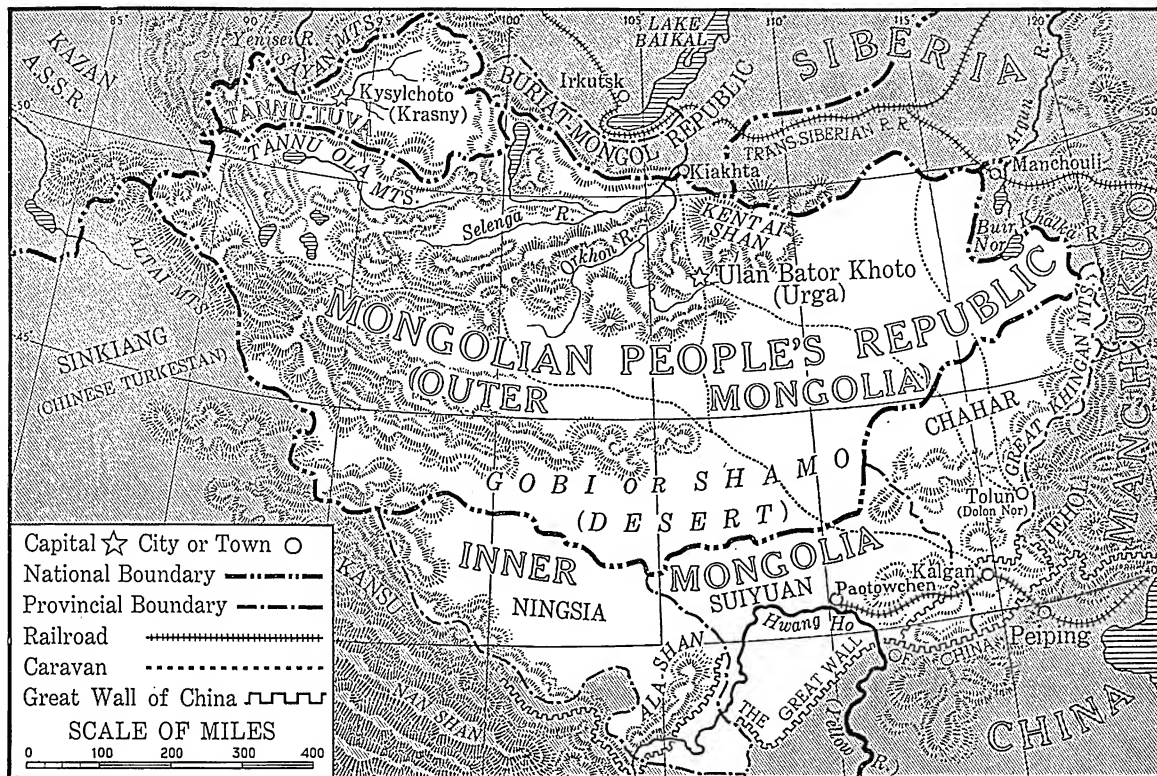 85
90
95
100
105
110
115
120
KAZAN
A.S.S.R.
Yenisei R.
SAYAN MTS.
LAKE
BAIKAL
SIBERIA
Irkutsk
Kysylchoto
(Krasny)
TANNU-TUVA
BURIAT-MONGOL REPUBLIC
TRANS-SIBERIAN R.R.
Argun R.
50°
50
TANNU OLA MTS.
Kiakhta
Manchouli
Selenga R.
Orkhon R.
KENTAI
SHAN
Buir
Nor
Khalka R.
ALTAI MTS.
Ulan Bator Khoto
(Urga)
MONGOLIAN PEOPLE'S REPUBLIC
(OUTER MONGOLIA)
MANCHUKUO
45
SINKIANG
(CHINESE TURKESTAN)
CHAHAR
GREAT KHINGAN MTS.
GOBI OR SHAMO
(DESERT)
Tolun
(Dolon Nor)
JEHOL
INNER MONGOLIA
NINGSIA
SUIYUAN
Kalgan
Paotowchen
40
Peiping
KANSU
Hwang Ho
ALA SHAN
NAN SHAN
THE GREAT WALL OF CHINA
(Yellow R.)
CHINA
Capital City or Town
National Boundary
Provincial Boundary
Railroad
Caravan
Great Wall of China
SCALE OF MILES
0 100 200 300 400